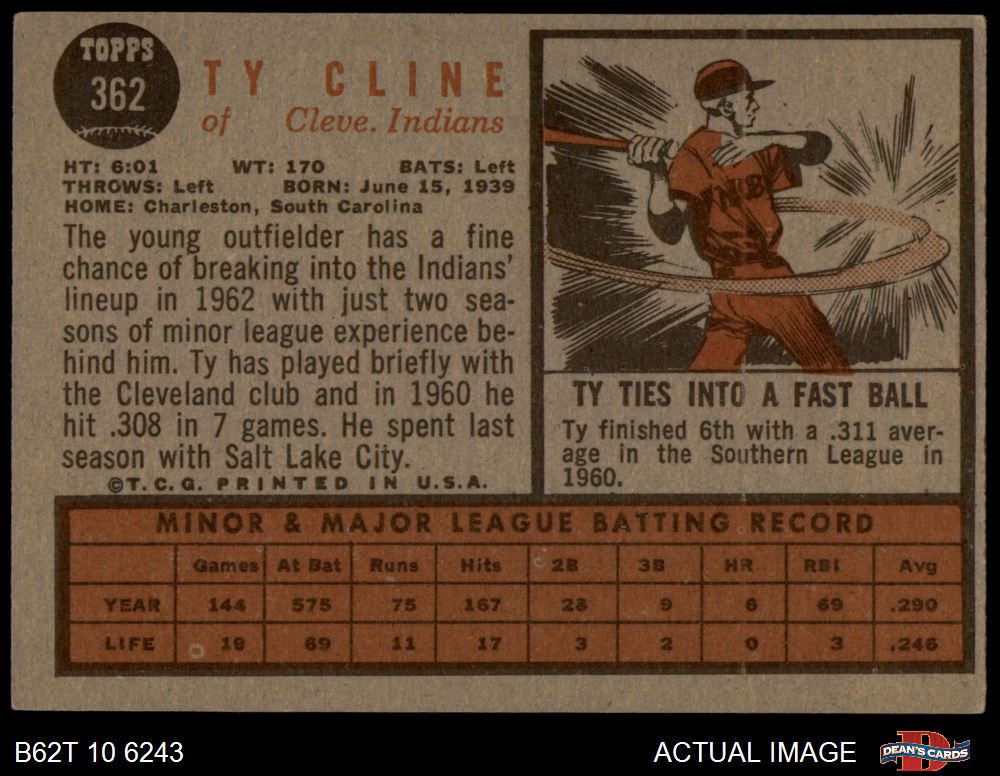 TOPPS
362
TY CLINE
of Cleve. Indians
HT: 6:01 WT: 170 BATS: Left
THROWS: Left BORN: June 15, 1939
HOME: Charleston, South Carolina
The young outfielder has a fine
chance of breaking into the Indians'
lineup in 1962 with just two sea-
sons of minor league experience be-
hind him. Ty has played briefly with
the Cleveland club and in 1960 he
hit .308 in 7 games. He spent last
season with Salt Lake City.
©T.C.G. PRINTED IN U.S.A.
TY TIES INTO A FAST BALL
Ty finished 6th with a .311 aver-
age in the Southern League in
1960.
MINOR & MAJOR LEAGUE BATTING RECORD
Games At Bat Runs Hits 2B 3B HR RBI Avg
YEAR 144 575 75 167 28 9 6 69 .290
LIFE 19 69 11 17 3 2 0 3 .246
B62T 10 6243
ACTUAL IMAGE
D
DEAN'S CARDS